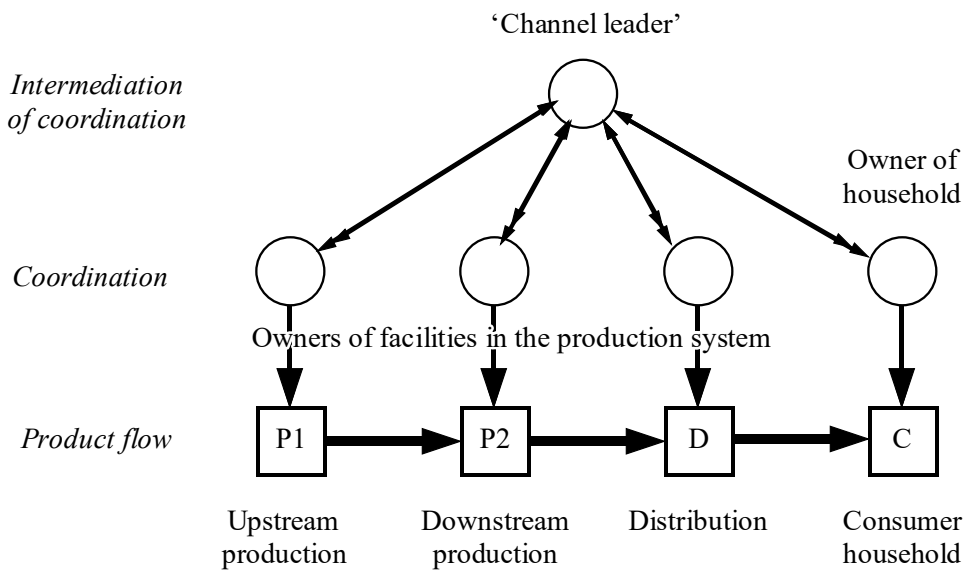 ‘Channel leader’
Intermediation
of coordination
Owner of
household
Coordination
Owners of facilities in the production system
Product flow
P1
P2
D
C
Upstream
production
Downstream
production
Distribution
Consumer
household